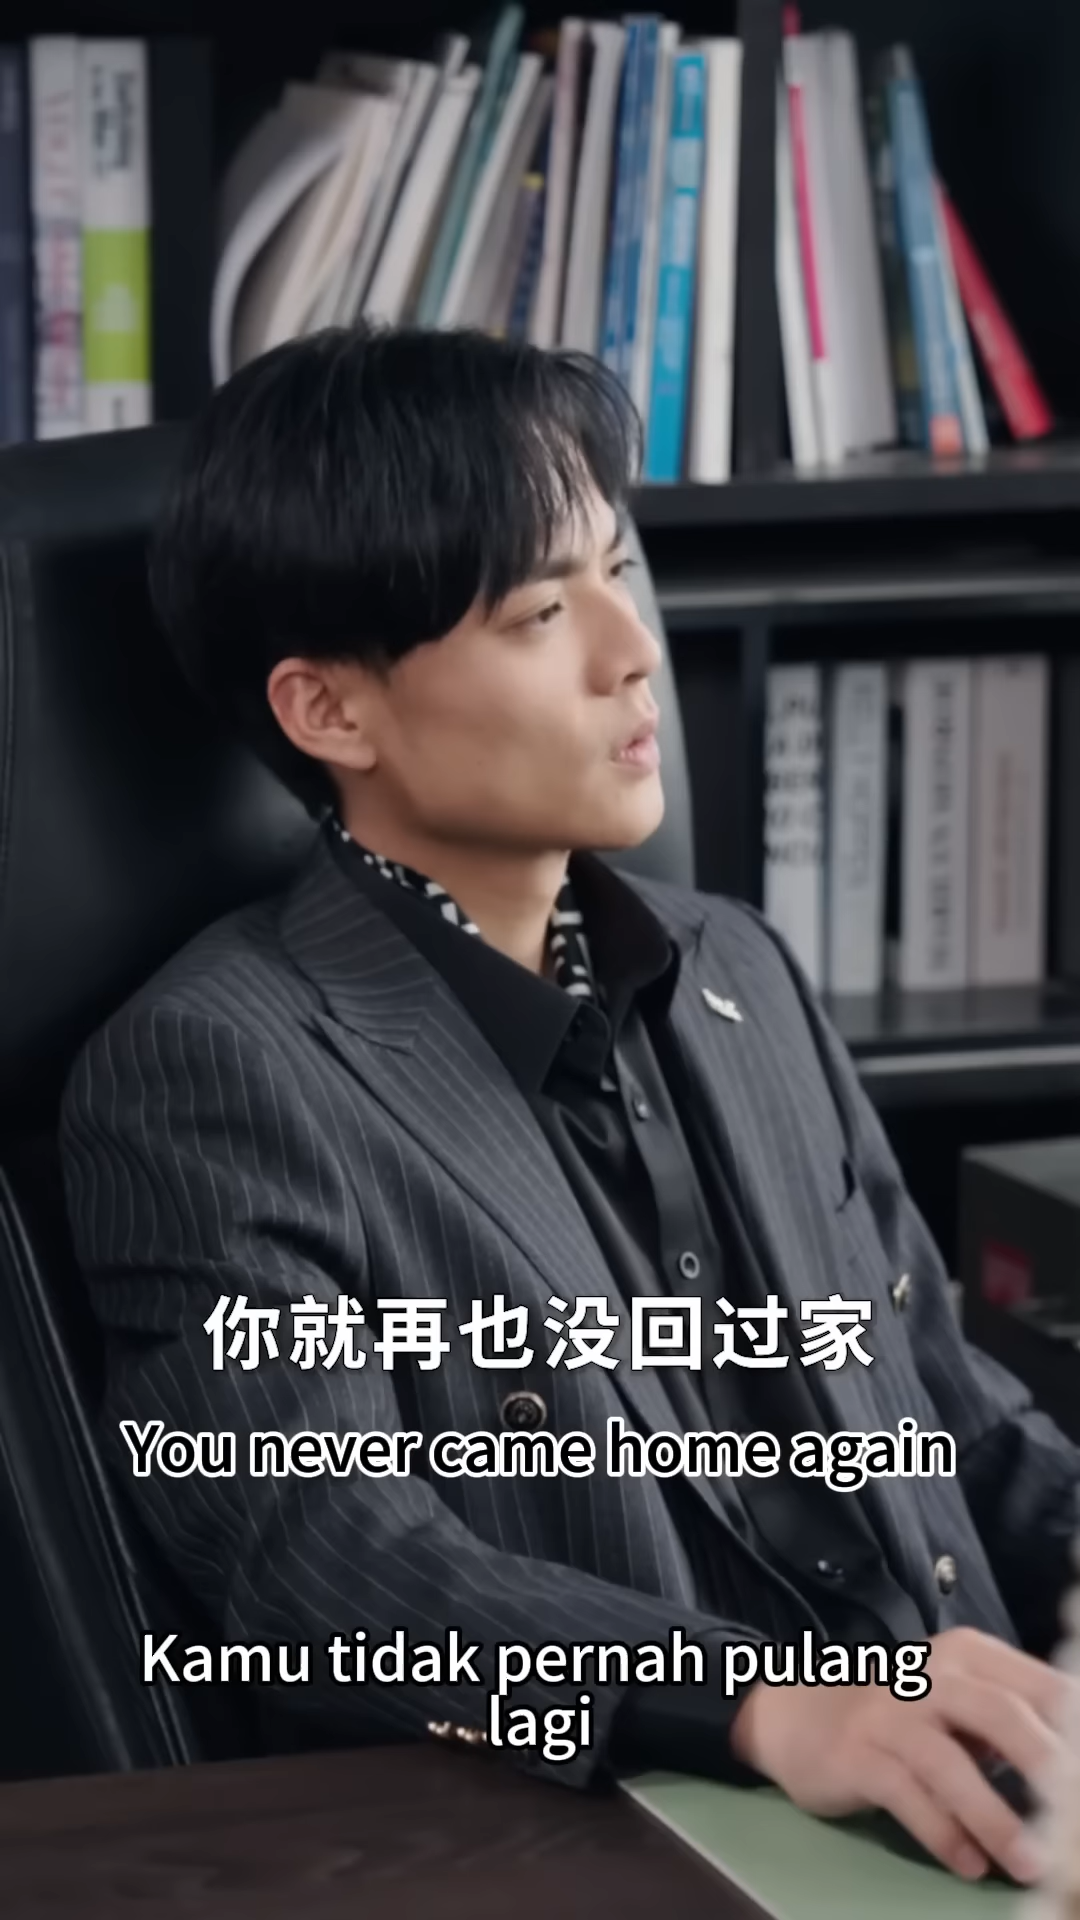 你就再也没回过家
You never came home again
Kamu tidak pernah pulang
lagi